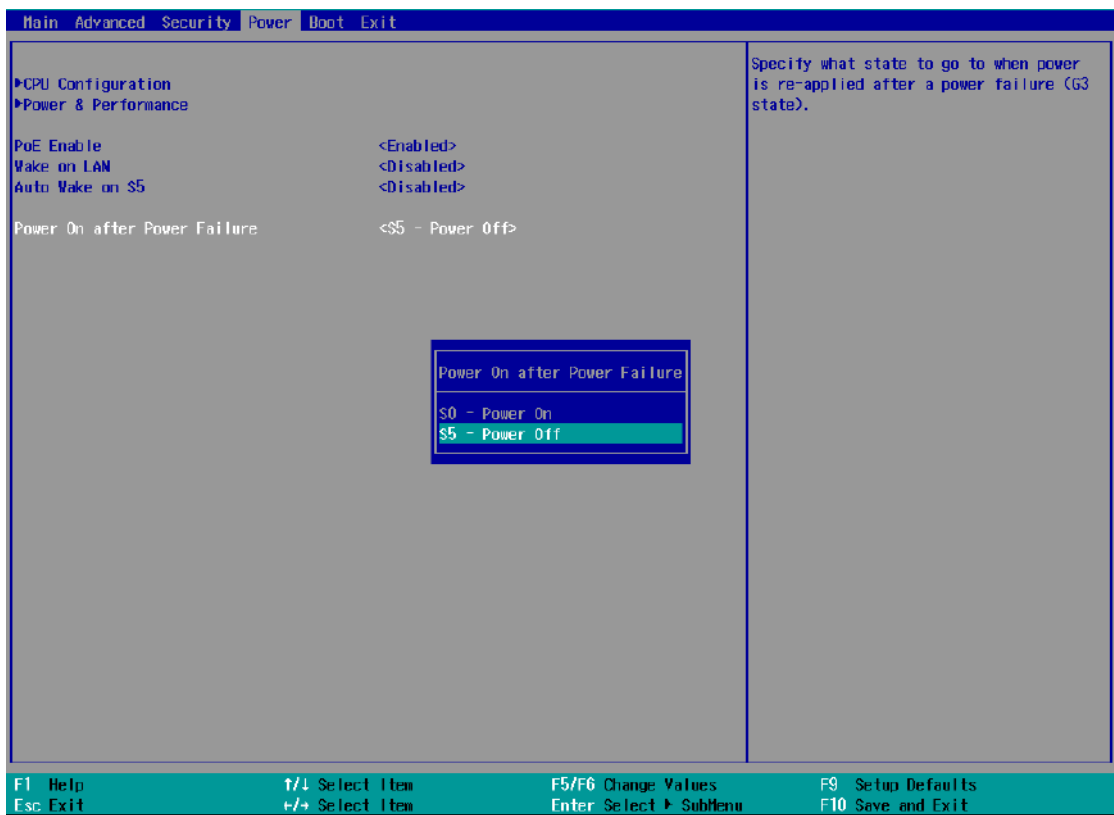 Main Advanced Security Power Boot Exit
▶CPU Configuration
▶Power & Performance
PoE Enable <Enabled>
Wake on LAN <Disabled>
Auto Wake on S5 <Disabled>
Power On after Power Failure <S5 - Power Off>
Specify what state to go to when power
is re-applied after a power failure (G3
state).
Power On after Power Failure
S0 - Power On
S5 - Power Off
F1 Help ↑/↓ Select Item F5/F6 Change Values F9 Setup Defaults
Esc Exit ←/→ Select Item Enter Select ▶ SubMenu F10 Save and Exit